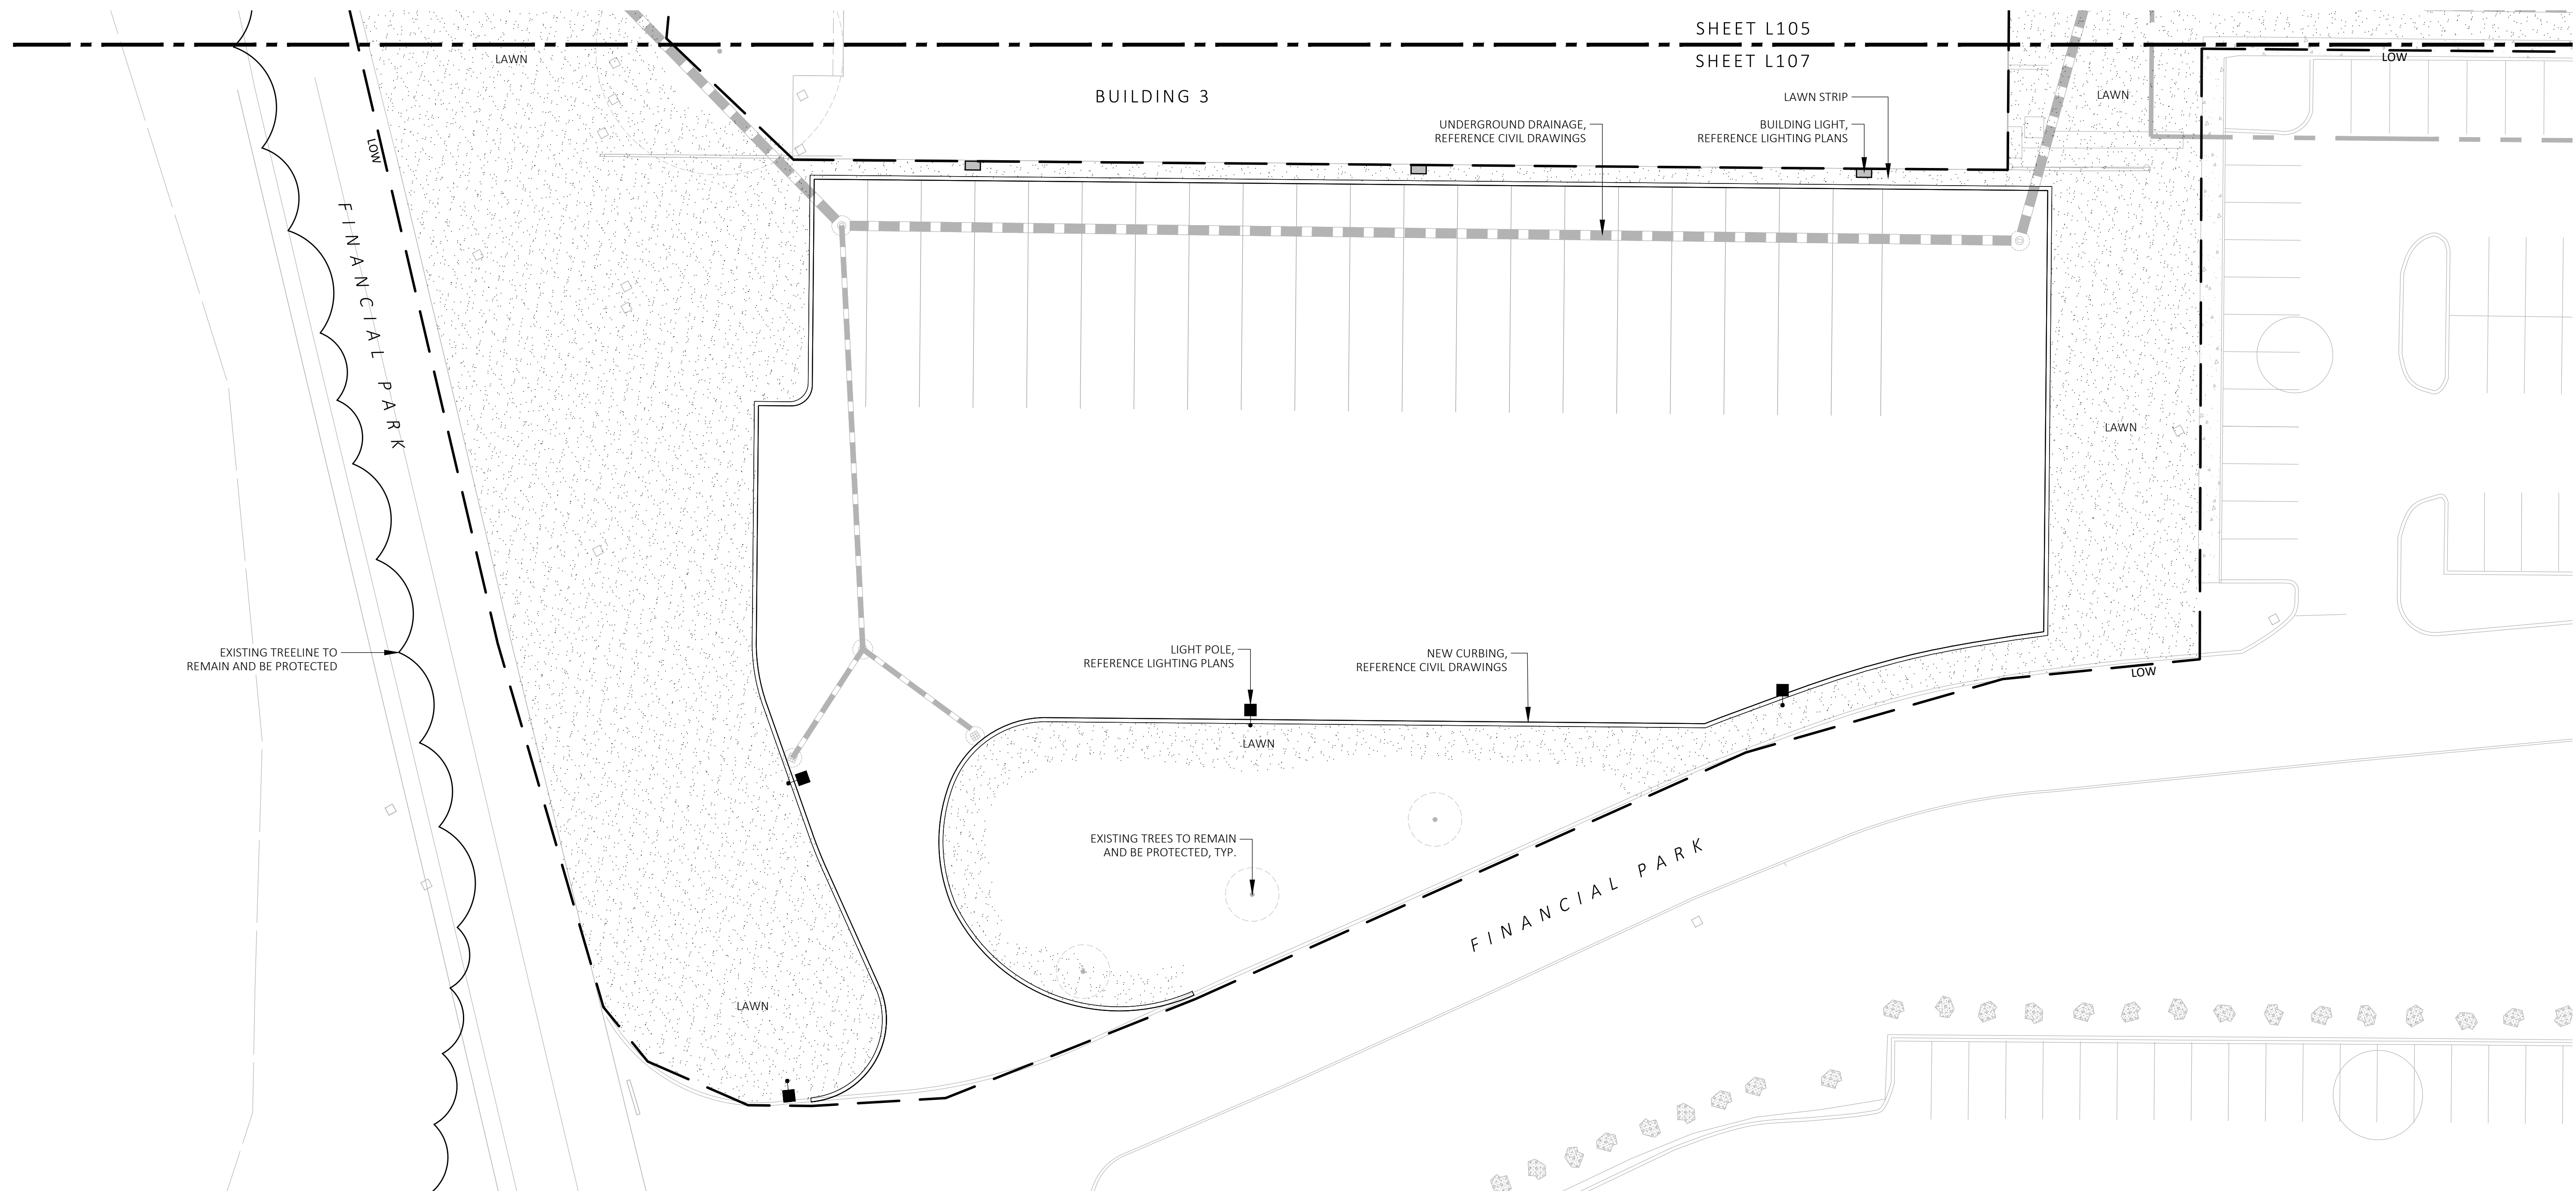 SHEET L105
SHEET L107
LAWN
LOW
BUILDING 3
LAWN STRIP
LAWN
UNDERGROUND DRAINAGE,
REFERENCE CIVIL DRAWINGS
BUILDING LIGHT,
REFERENCE LIGHTING PLANS
LOW
FINANCIAL PARK
LAWN
EXISTING TREELINE TO
REMAIN AND BE PROTECTED
LIGHT POLE,
REFERENCE LIGHTING PLANS
NEW CURBING,
REFERENCE CIVIL DRAWINGS
LOW
LAWN
EXISTING TREES TO REMAIN
AND BE PROTECTED, TYP.
FINANCIAL PARK
LAWN